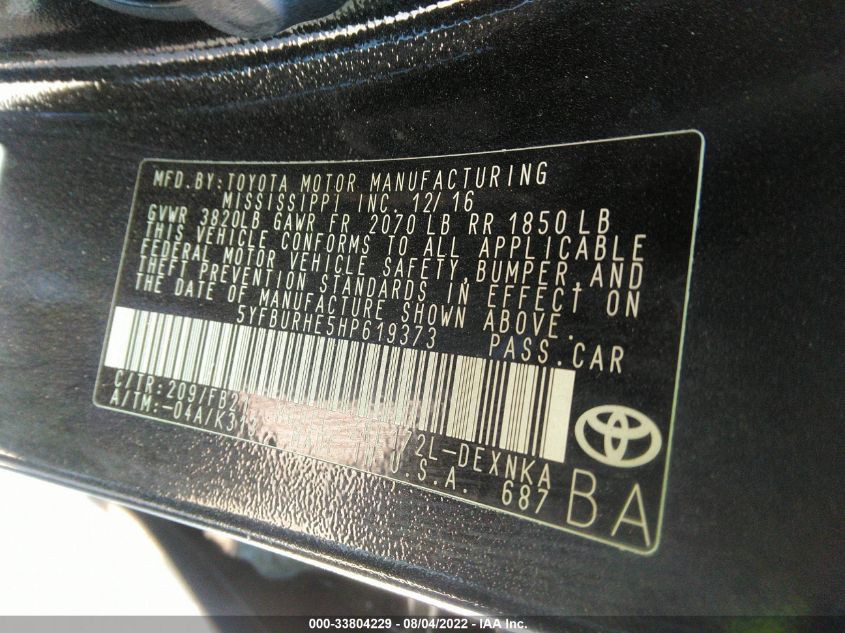 MFD.BY:TOYOTA MOTOR MANUFACTURING
MISSISSIPPI INC. 12/16
GVWR 3820LB GAWR FR 2070 LB RR 1850 LB
THIS VEHICLE CONFORMS TO ALL APPLICABLE
FEDERAL MOTOR VEHICLE SAFETY, BUMPER, AND
THEFT PREVENTION STANDARDS IN EFFECT ON
THE DATE OF MANUFACTURE SHOWN ABOVE.
5YFBURHE5HP619373 PASS.CAR
C/TR:209/FB2 72L-DEXNKA
A/TM:-04A/K31 U.S.A. 687 BA
000-33804229 - 08/04/2022 - IAA Inc.